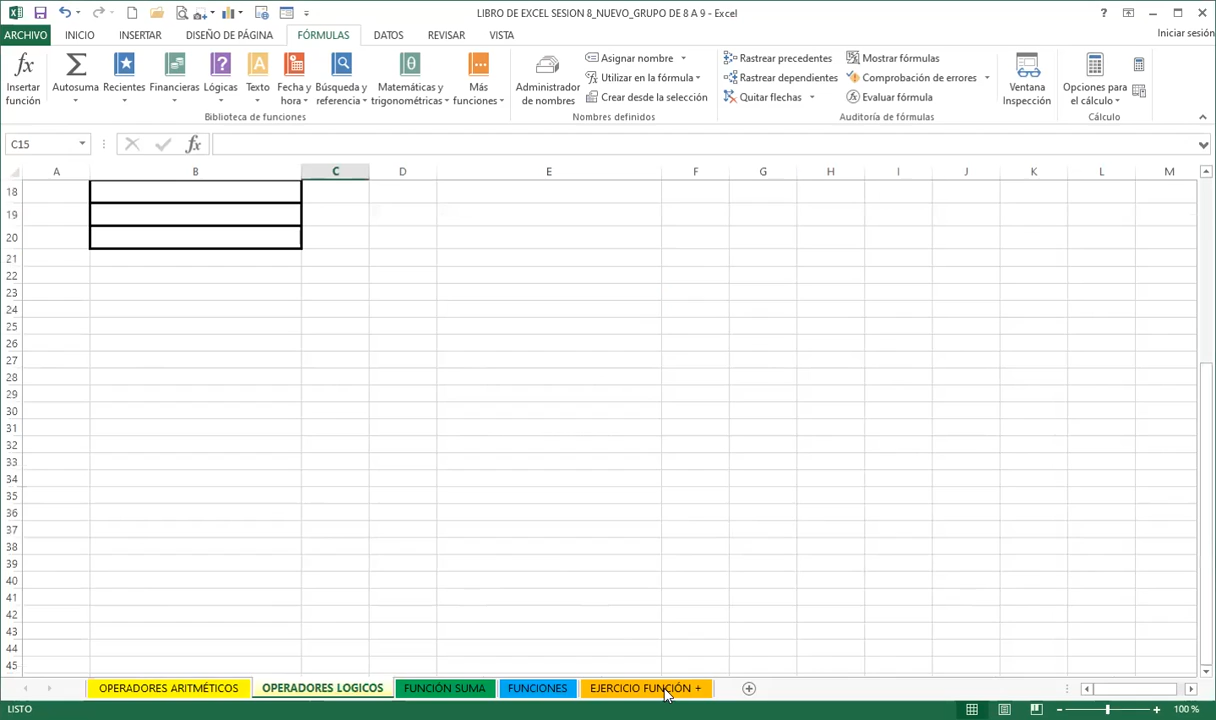 LIBRO DE EXCEL SESION 8_NUEVO_GRUPO DE 8 A 9 - Excel
?
ARCHIVO INICIO INSERTAR DISEÑO DE PÁGINA FÓRMULAS DATOS REVISAR VISTA Iniciar sesión
Insertar función
Autosuma
Recientes
Financieras
Lógicas
Texto
Fecha y hora
Búsqueda y referencia
Matemáticas y trigonométricas
Más funciones
Biblioteca de funciones
Administrador de nombres
Asignar nombre
Utilizar en la fórmula
Crear desde la selección
Nombres definidos
Rastrear precedentes
Rastrear dependientes
Quitar flechas
Mostrar fórmulas
Comprobación de errores
Evaluar fórmula
Auditoría de fórmulas
Ventana Inspección
Opciones para el cálculo
Cálculo
C15
fx
A B C D E F G H I J K L M
18
19
20
21
22
23
24
25
26
27
28
29
30
31
32
33
34
35
36
37
38
39
40
41
42
43
44
45
OPERADORES ARITMÉTICOS OPERADORES LOGICOS FUNCIÓN SUMA FUNCIONES EJERCICIO FUNCIÓN +
LISTO 100 %